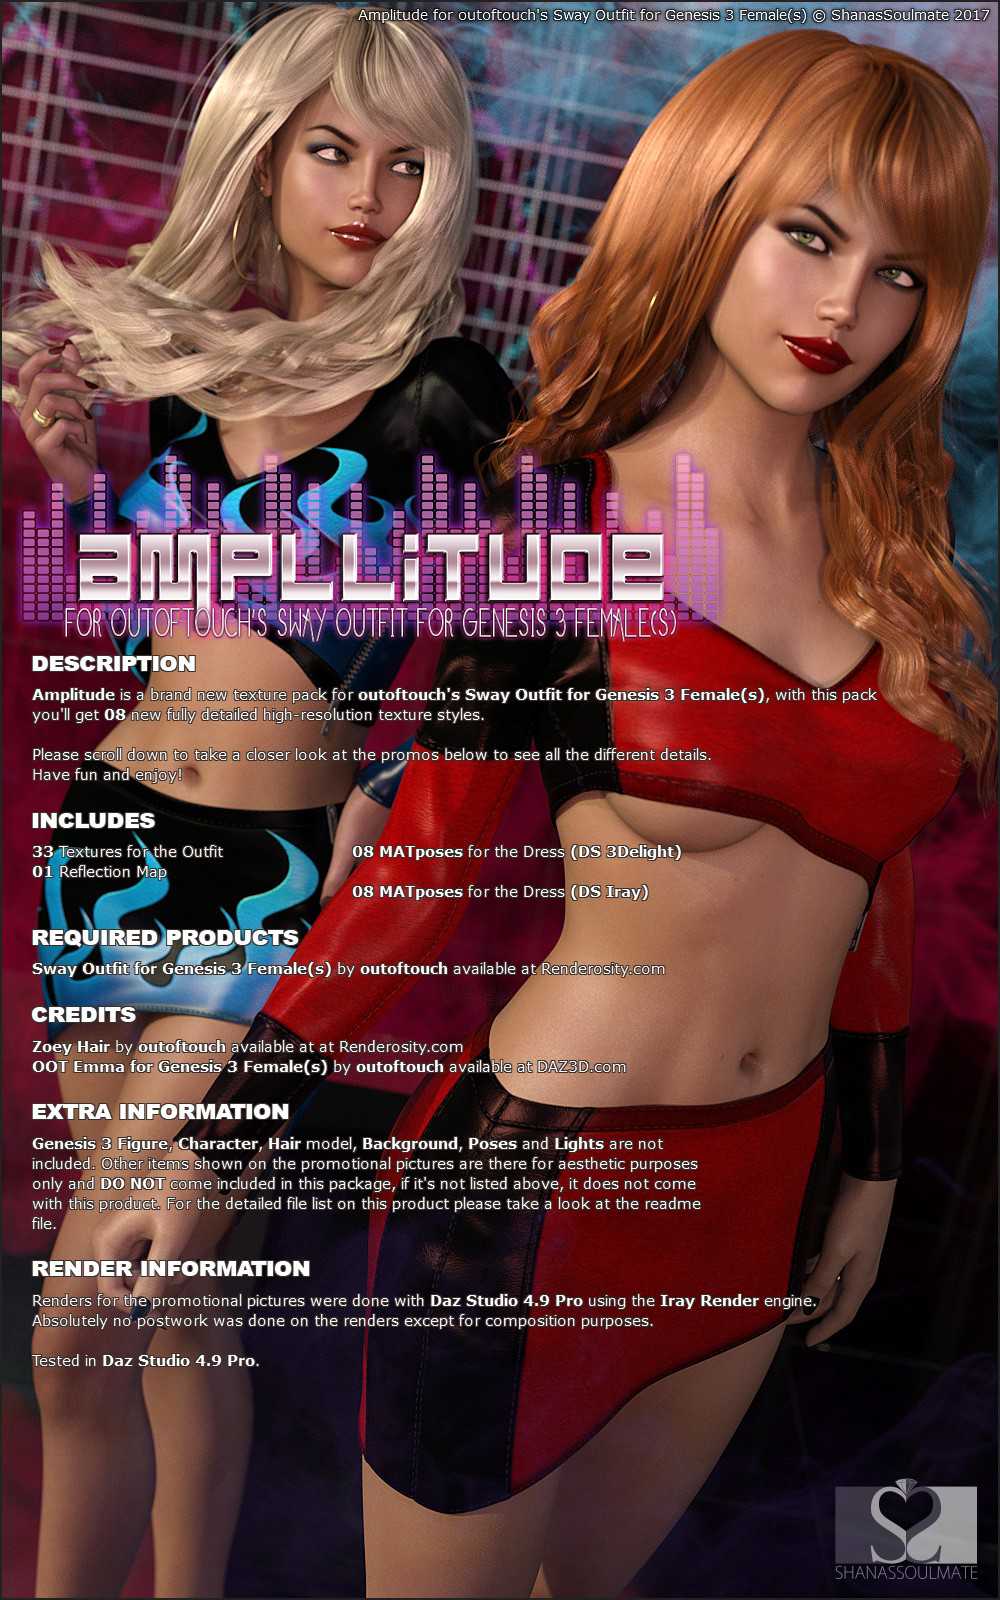 Amplitude for outoftouch's Sway Outfit for Genesis 3 Female(s) © ShanasSoulmate 2017
AMPLLiTUDE
FOR OUTOFTOUCH'S SWAY OUTFIT FOR GENESIS 3 FEMALE(S)
DESCRIPTION
Amplitude is a brand new texture pack for outoftouch's Sway Outfit for Genesis 3 Female(s), with this pack
you'll get 08 new fully detailed high-resolution texture styles.
Please scroll down to take a closer look at the promos below to see all the different details.
Have fun and enjoy!
INCLUDES
33 Textures for the Outfit
01 Reflection Map
08 MATposes for the Dress (DS 3Delight)
08 MATposes for the Dress (DS Iray)
REQUIRED PRODUCTS
Sway Outfit for Genesis 3 Female(s) by outoftouch available at Renderosity.com
CREDITS
Zoey Hair by outoftouch available at at Renderosity.com
OOT Emma for Genesis 3 Female(s) by outoftouch available at DAZ3D.com
EXTRA INFORMATION
Genesis 3 Figure, Character, Hair model, Background, Poses and Lights are not
included. Other items shown on the promotional pictures are there for aesthetic purposes
only and DO NOT come included in this package, if it's not listed above, it does not come
with this product. For the detailed file list on this product please take a look at the readme
file.
RENDER INFORMATION
Renders for the promotional pictures were done with Daz Studio 4.9 Pro using the Iray Render engine.
Absolutely no postwork was done on the renders except for composition purposes.
Tested in Daz Studio 4.9 Pro.
SHANASSOULMATE